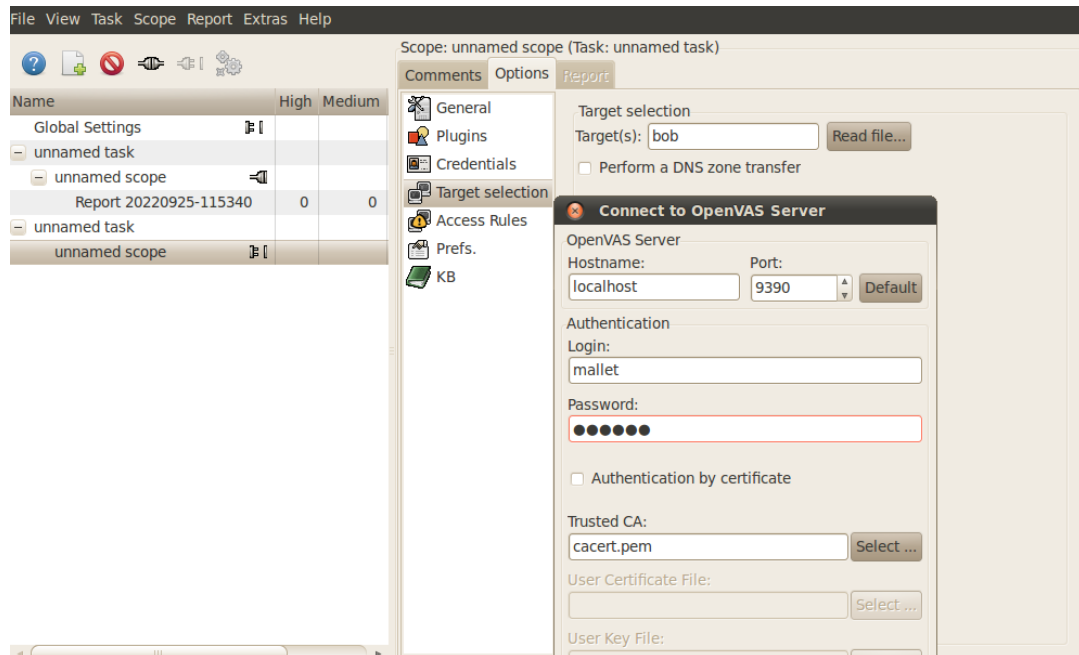 File View Task Scope Report Extras Help
Scope: unnamed scope (Task: unnamed task)
Comments Options Report
Name High Medium
Global Settings
unnamed task
unnamed scope
Report 20220925-115340 0 0
unnamed task
unnamed scope
General
Plugins
Credentials
Target selection
Access Rules
Prefs.
KB
Target selection
Target(s): bob Read file...
Perform a DNS zone transfer
Connect to OpenVAS Server
OpenVAS Server
Hostname: Port:
localhost 9390 Default
Authentication
Login:
mallet
Password:
●●●●●●
Authentication by certificate
Trusted CA:
cacert.pem Select ...
User Certificate File:
Select ...
User Key File: